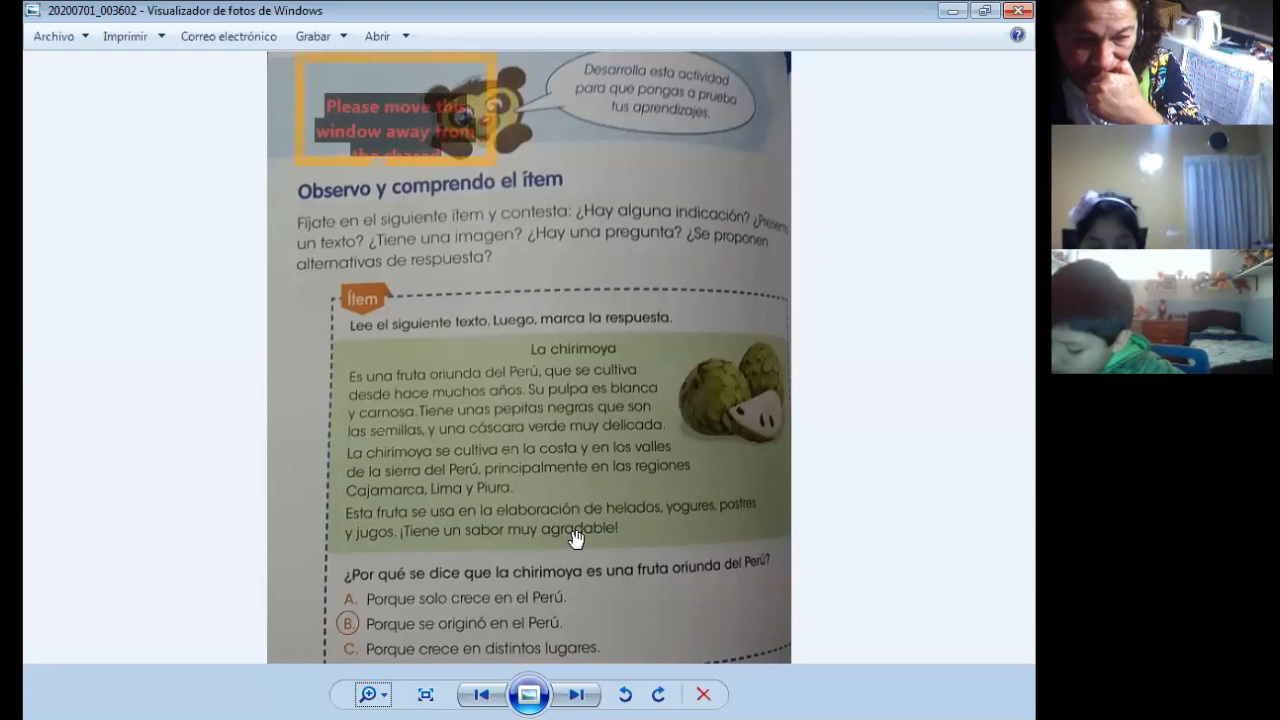 20200701_003602 - Visualizador de fotos de Windows
Archivo Imprimir Correo electrónico Grabar Abrir
Please move this
window away from
the shared
Desarrolla esta actividad
para que pongas a prueba
tus aprendizajes.
Observo y comprendo el ítem
Fíjate en el siguiente ítem y contesta: ¿Hay alguna indicación?
un texto? ¿Tiene una imagen? ¿Hay una pregunta? ¿Se proponen
alternativas de respuesta?
Ítem
Lee el siguiente texto. Luego, marca la respuesta.
La chirimoya
Es una fruta oriunda del Perú, que se cultiva
desde hace muchos años. Su pulpa es blanca
y carnosa. Tiene unas pepitas negras que son
las semillas, y una cáscara verde muy delicada.
La chirimoya se cultiva en la costa y en los valles
de la sierra del Perú, principalmente en las regiones
Cajamarca, Lima y Piura.
Esta fruta se usa en la elaboración de helados, yogures, postres
y jugos. ¡Tiene un sabor muy agradable!
¿Por qué se dice que la chirimoya es una fruta oriunda del Perú?
A. Porque solo crece en el Perú.
B. Porque se originó en el Perú.
C. Porque crece en distintos lugares.